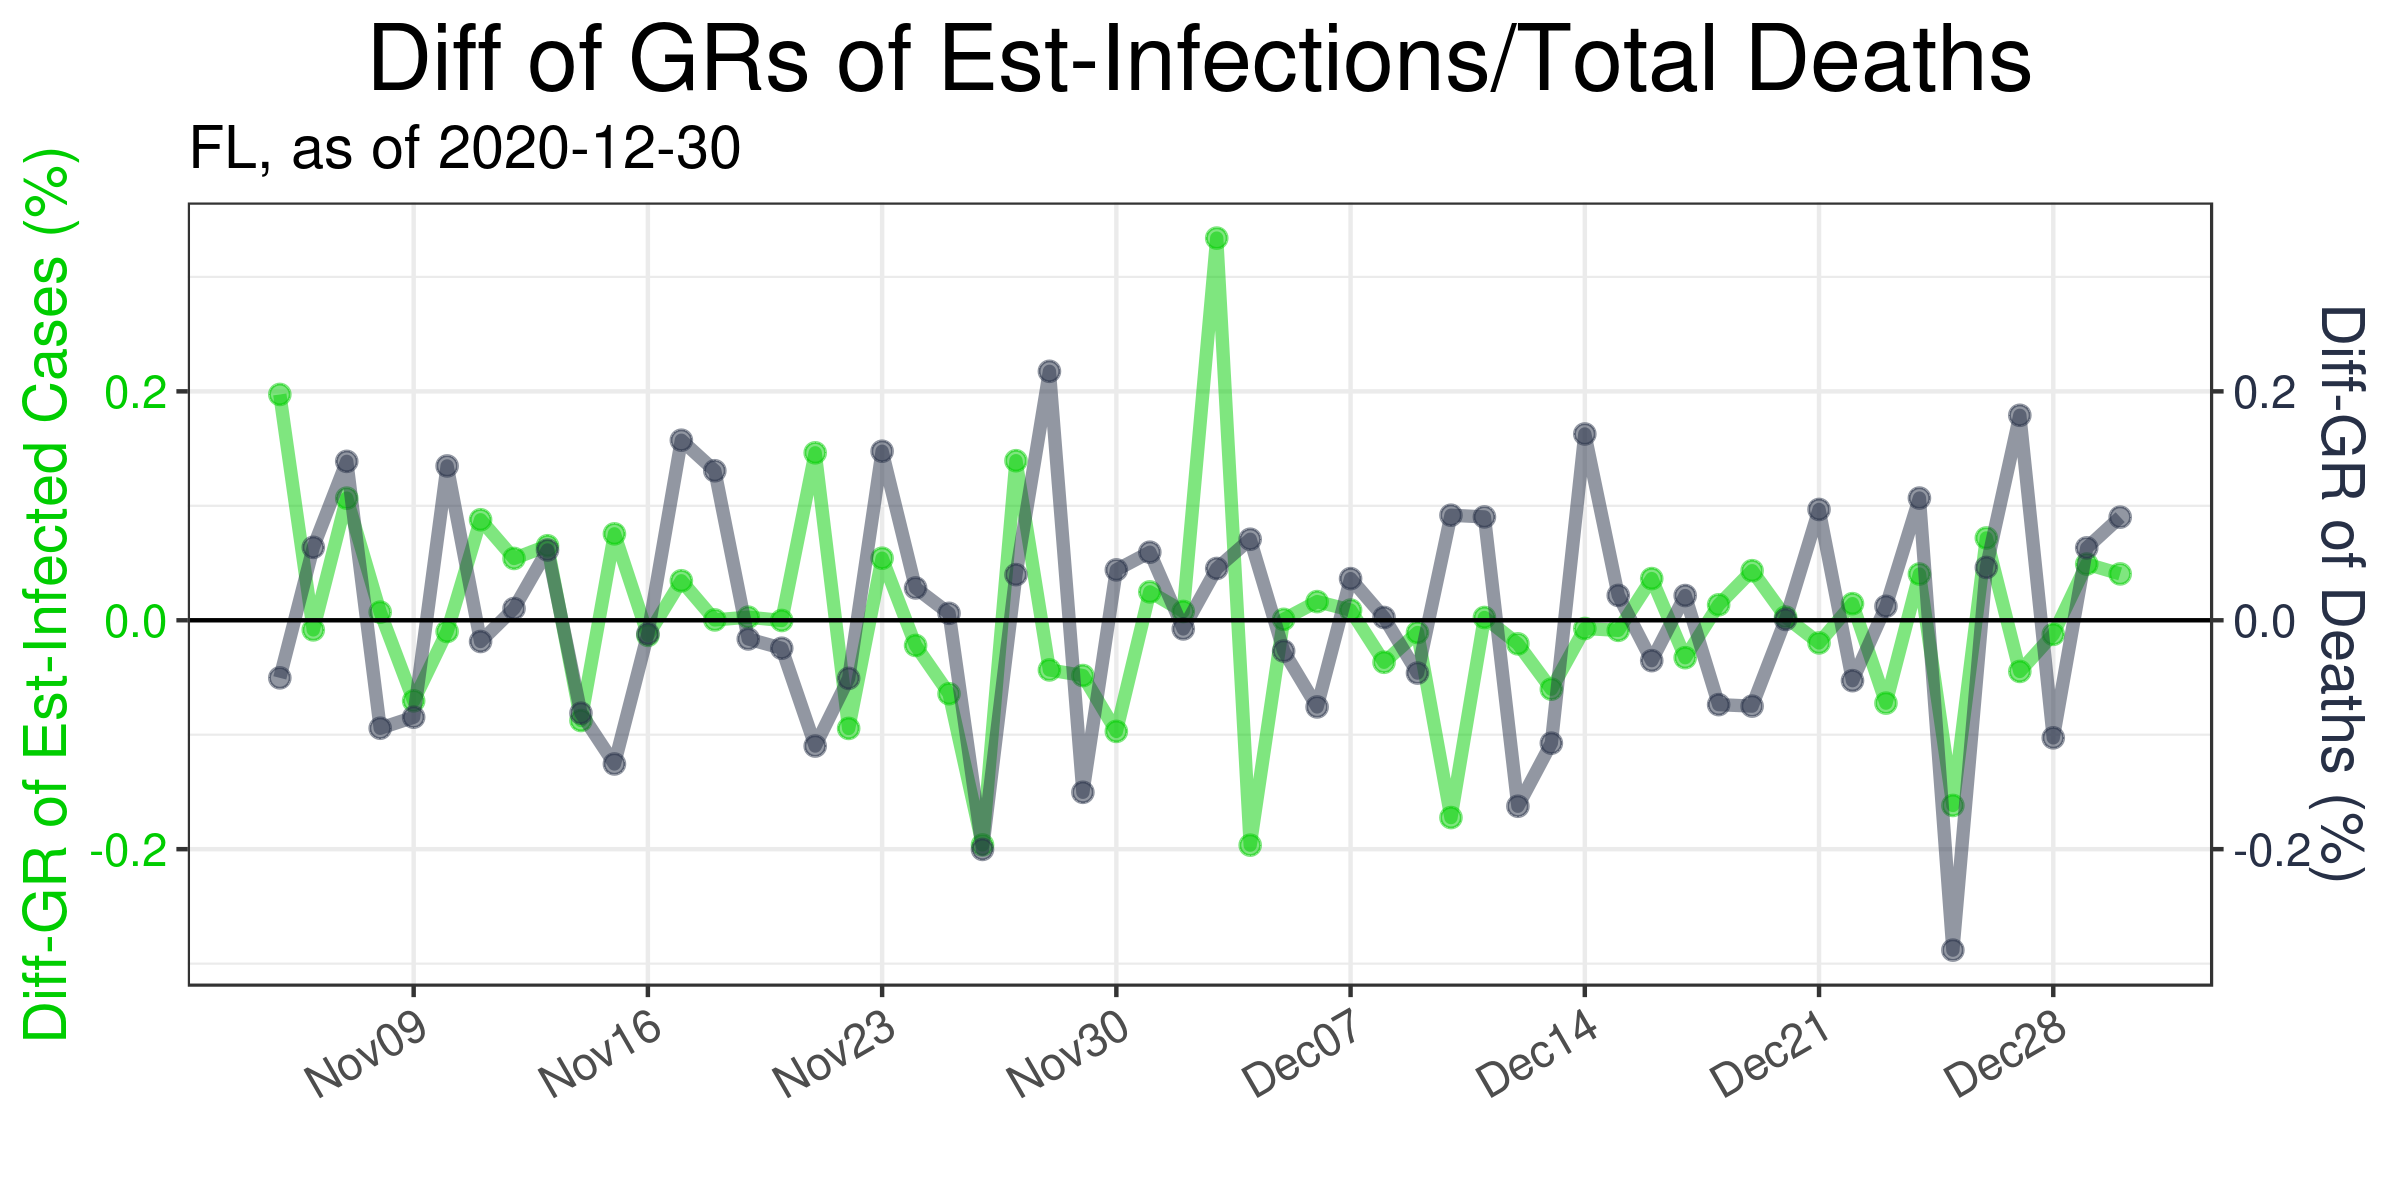 Diff of GRs of Est-Infections/Total Deaths
FL, as of 2020-12-30
Diff-GR of Est-Infected Cases (%)
0.2
0.0
-0.2
0.2
0.0
-0.2
Diff-GR of Deaths (%)
Nov09
Nov16
Nov23
Nov30
Dec07
Dec14
Dec21
Dec28